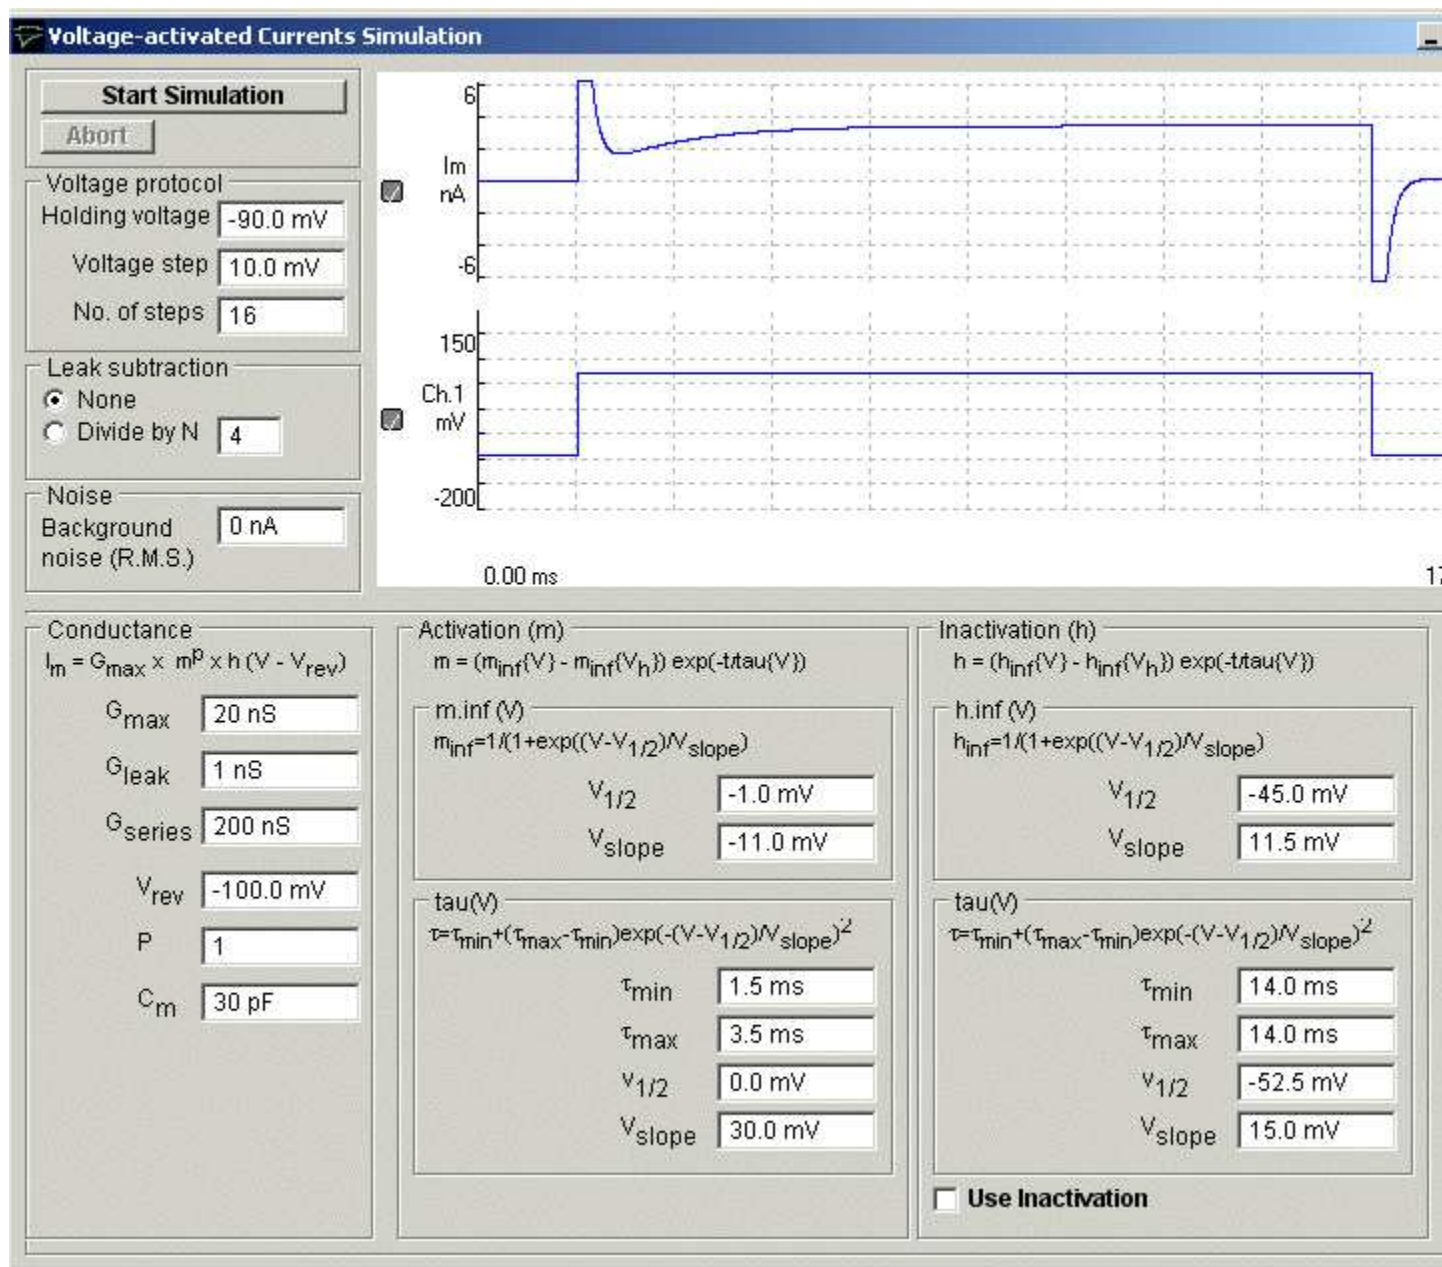 Voltage-activated Currents Simulation
Start Simulation
Abort
Voltage protocol
Holding voltage -90.0 mV
Voltage step 10.0 mV
No. of steps 16
Leak subtraction
None
Divide by N 4
Noise
Background 0 nA
noise (R.M.S.)
6
Im
nA
-6
150
Ch.1
mV
-200
0.00 ms
17
Conductance
Im = Gmax x mp x h (V - Vrev)
Gmax 20 nS
Gleak 1 nS
Gseries 200 nS
Vrev -100.0 mV
P 1
Cm 30 pF
Activation (m)
m = (minf{V} - minf{Vh}) exp(-t/tau{V})
m.inf (V)
minf=1/(1+exp((V-V1/2)/Vslope)
V1/2 -1.0 mV
Vslope -11.0 mV
tau(V)
τ=τmin+(τmax-τmin)exp(-(V-V1/2)/Vslope)2
τmin 1.5 ms
τmax 3.5 ms
V1/2 0.0 mV
Vslope 30.0 mV
Inactivation (h)
h = (hinf{V} - hinf{Vh}) exp(-t/tau{V})
h.inf (V)
hinf=1/(1+exp((V-V1/2)/Vslope)
V1/2 -45.0 mV
Vslope 11.5 mV
tau(V)
τ=τmin+(τmax-τmin)exp(-(V-V1/2)/Vslope)2
τmin 14.0 ms
τmax 14.0 ms
V1/2 -52.5 mV
Vslope 15.0 mV
Use Inactivation